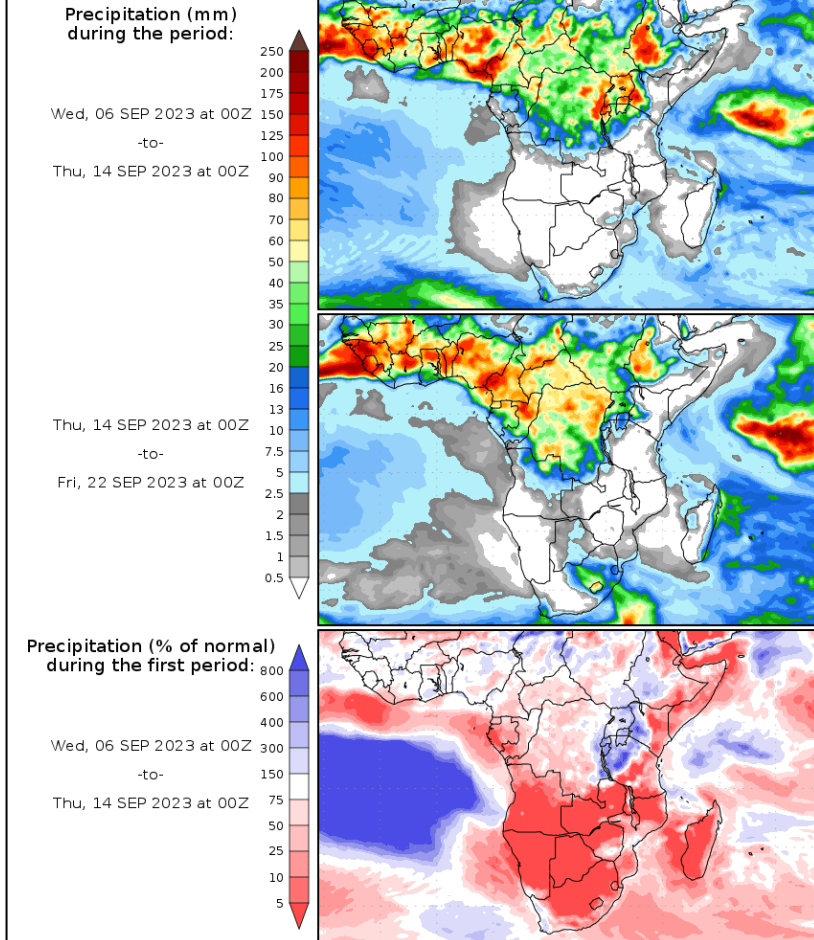 Precipitation (mm)
during the period:
250
200
175
150
125
100
90
80
70
60
50
40
35
30
25
20
16
13
10
7.5
5
2.5
2
1.5
1
0.5
Wed, 06 SEP 2023 at 00Z
-to-
Thu, 14 SEP 2023 at 00Z
Thu, 14 SEP 2023 at 00Z
-to-
Fri, 22 SEP 2023 at 00Z
Precipitation (% of normal)
during the first period:
800
600
400
300
150
75
50
25
10
5
Wed, 06 SEP 2023 at 00Z
-to-
Thu, 14 SEP 2023 at 00Z